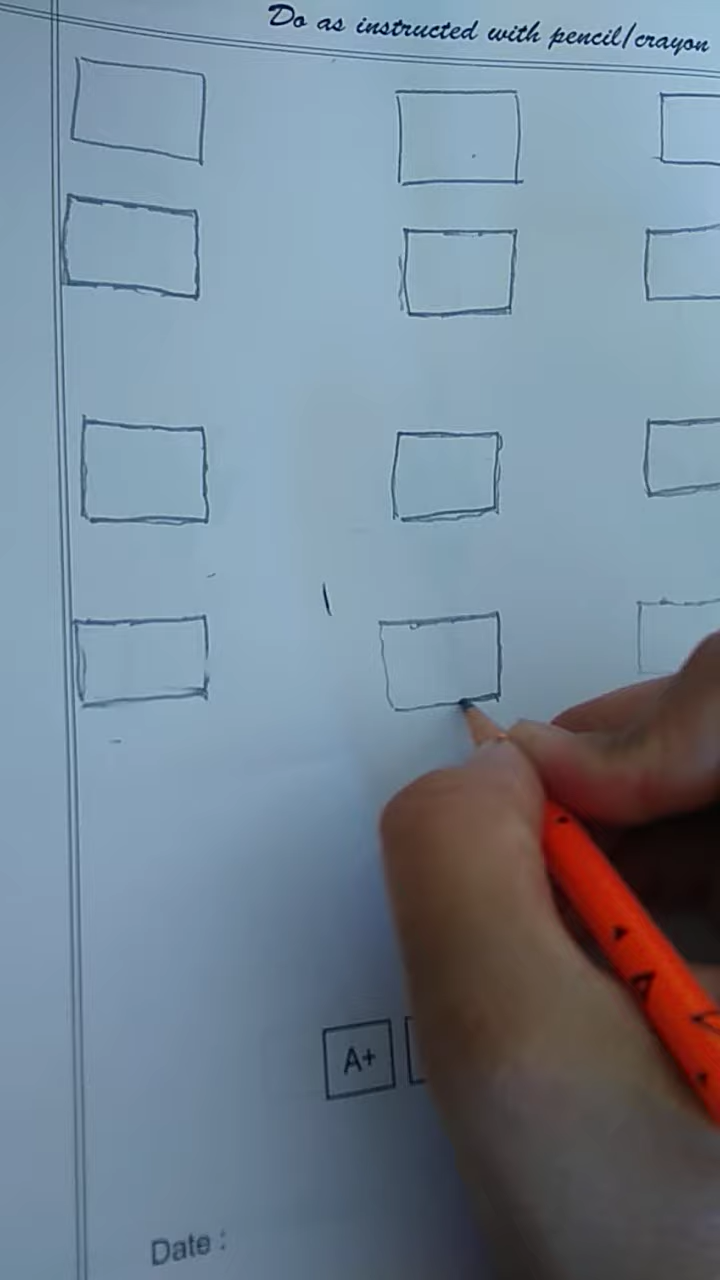 Do as instructed with pencil/crayon
A+
Date :